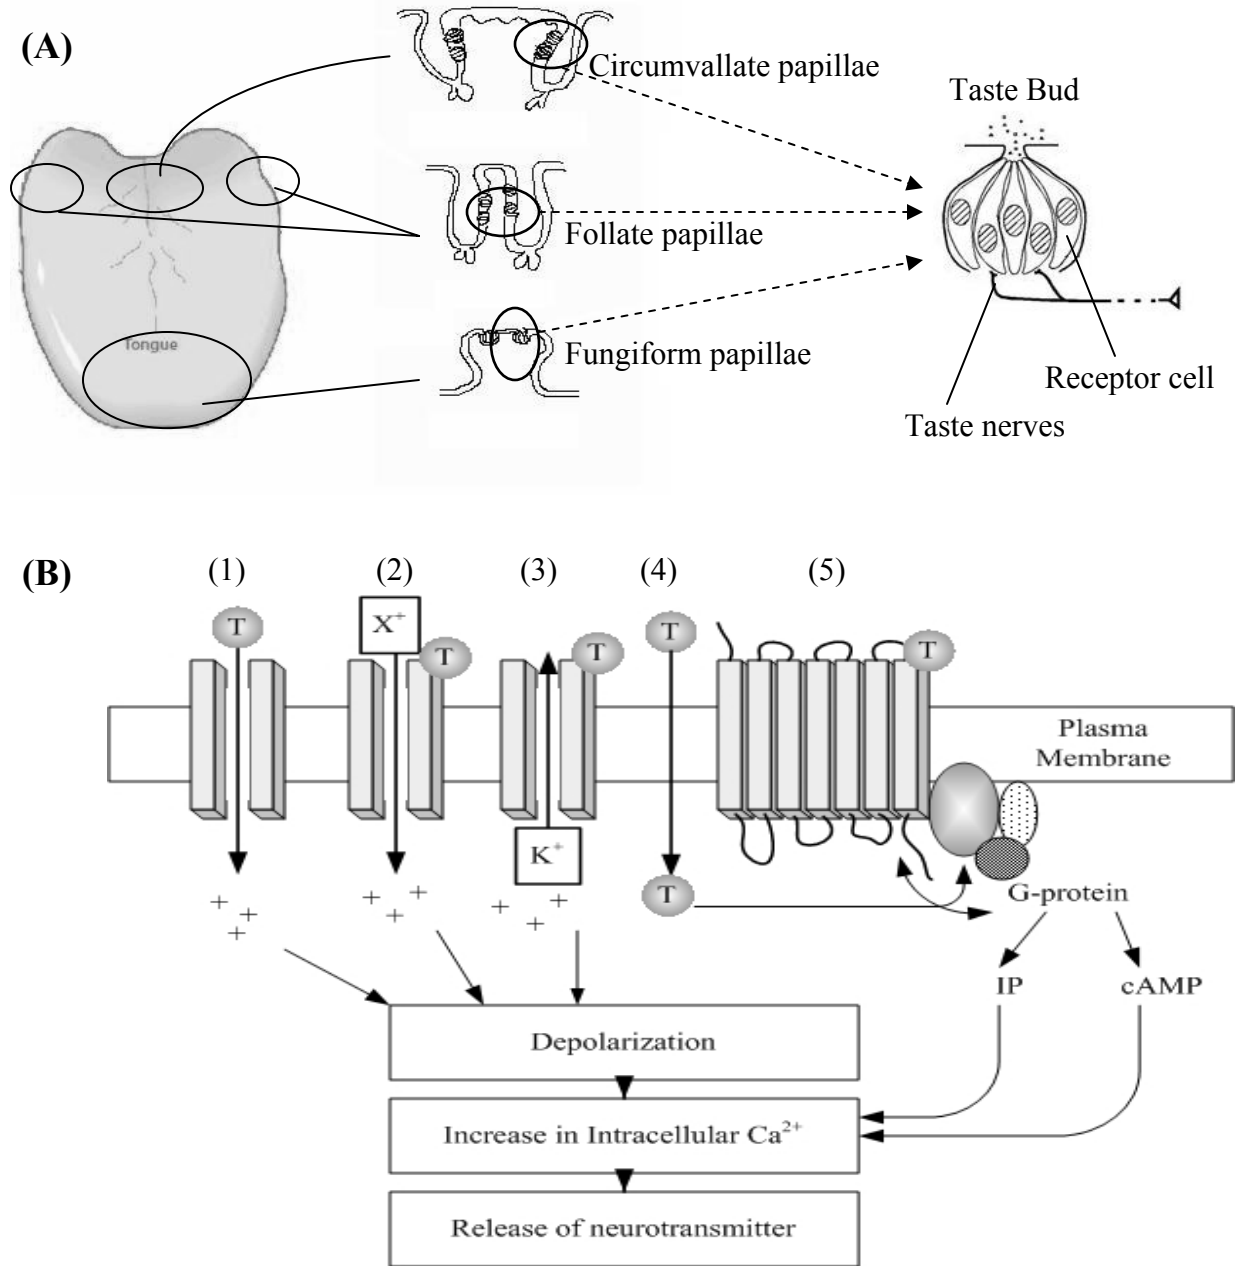 (A)
Circumvallate papillae
Taste Bud
Tongue
Follate papillae
Fungiform papillae
Receptor cell
Taste nerves
(B)
(1)
(2)
(3)
(4)
(5)
T
X⁺
T
T
T
T
Plasma
Membrane
K⁺
T
+ + +
+ + +
+ + +
G-protein
IP
cAMP
Depolarization
Increase in Intracellular Ca²⁺
Release of neurotransmitter